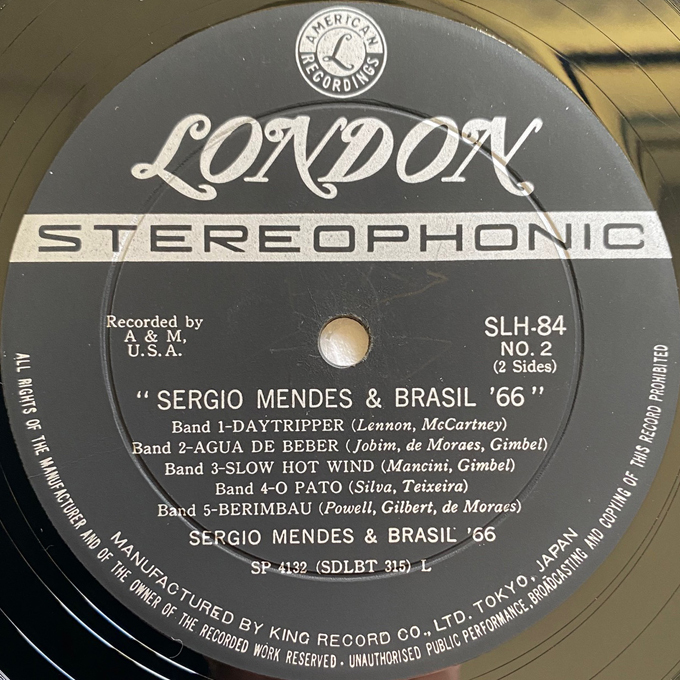 AMERICAN
L
RECORDINGS
LONDON
STEREOPHONIC
Recorded by
A & M,
U.S.A.
SLH-84
NO. 2
(2 Sides)
"SERGIO MENDES & BRASIL '66"
Band 1-DAYTRIPPER (Lennon, McCartney)
Band 2-AGUA DE BEBER (Jobim, de Moraes, Gimbel)
Band 3-SLOW HOT WIND (Mancini, Gimbel)
Band 4-O PATO (Silva, Teixeira)
Band 5-BERIMBAU (Powell, Gilbert, de Moraes)
SERGIO MENDES & BRASIL '66
SP 4132 (SDLBT 315) L
MANUFACTURED BY KING RECORD CO., LTD. TOKYO, JAPAN
ALL RIGHTS OF THE MANUFACTURER AND OF THE OWNER OF THE RECORDED WORK RESERVED · UNAUTHORISED PUBLIC PERFORMANCE, BROADCASTING AND COPYING OF THIS RECORD PROHIBITED